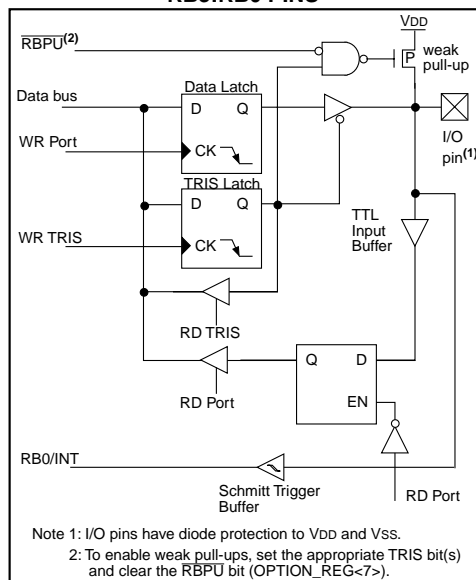 RB3:RB0 PINS
VDD
RBPU(2)
weak
pull-up
P
Data Latch
Data bus
D Q
I/O
pin(1)
WR Port
CK
TRIS Latch
D Q
TTL
Input
Buffer
WR TRIS
CK
RD TRIS
Q D
RD Port
EN
RB0/INT
Schmitt Trigger
Buffer
RD Port
Note 1: I/O pins have diode protection to VDD and VSS.
2: To enable weak pull-ups, set the appropriate TRIS bit(s)
and clear the RBPU bit (OPTION_REG<7>).